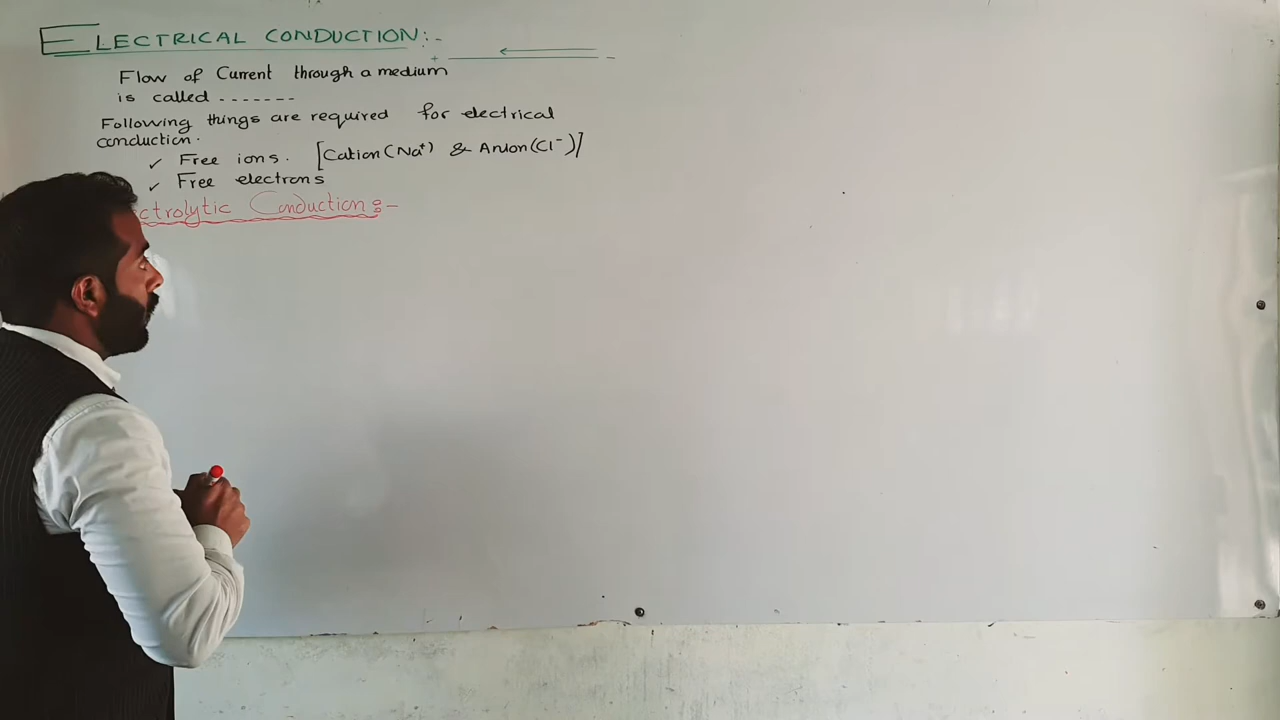 ELECTRICAL CONDUCTION:-
+ -
Flow of Current through a medium
is called -------
Following things are required for electrical
conduction.
✓ Free ions. [Cation (Na⁺) & Anion (Cl⁻)]
✓ Free electrons
ctrolytic Conduction:-